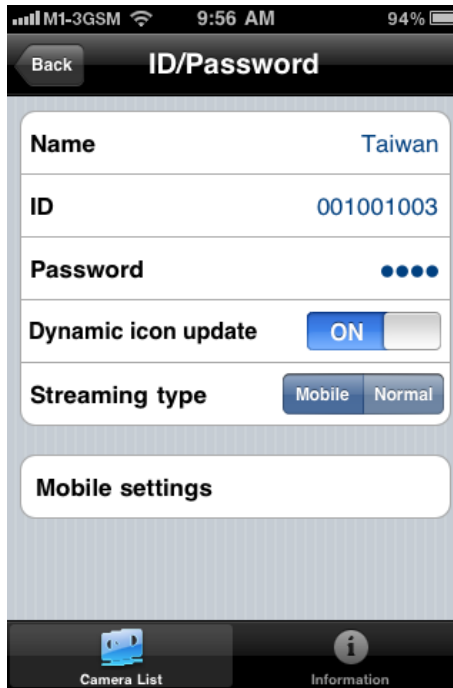 M1-3GSM 9:56 AM 94%
Back ID/Password
Name Taiwan
ID 001001003
Password ••••
Dynamic icon update ON
Streaming type Mobile Normal
Mobile settings
Camera List Information